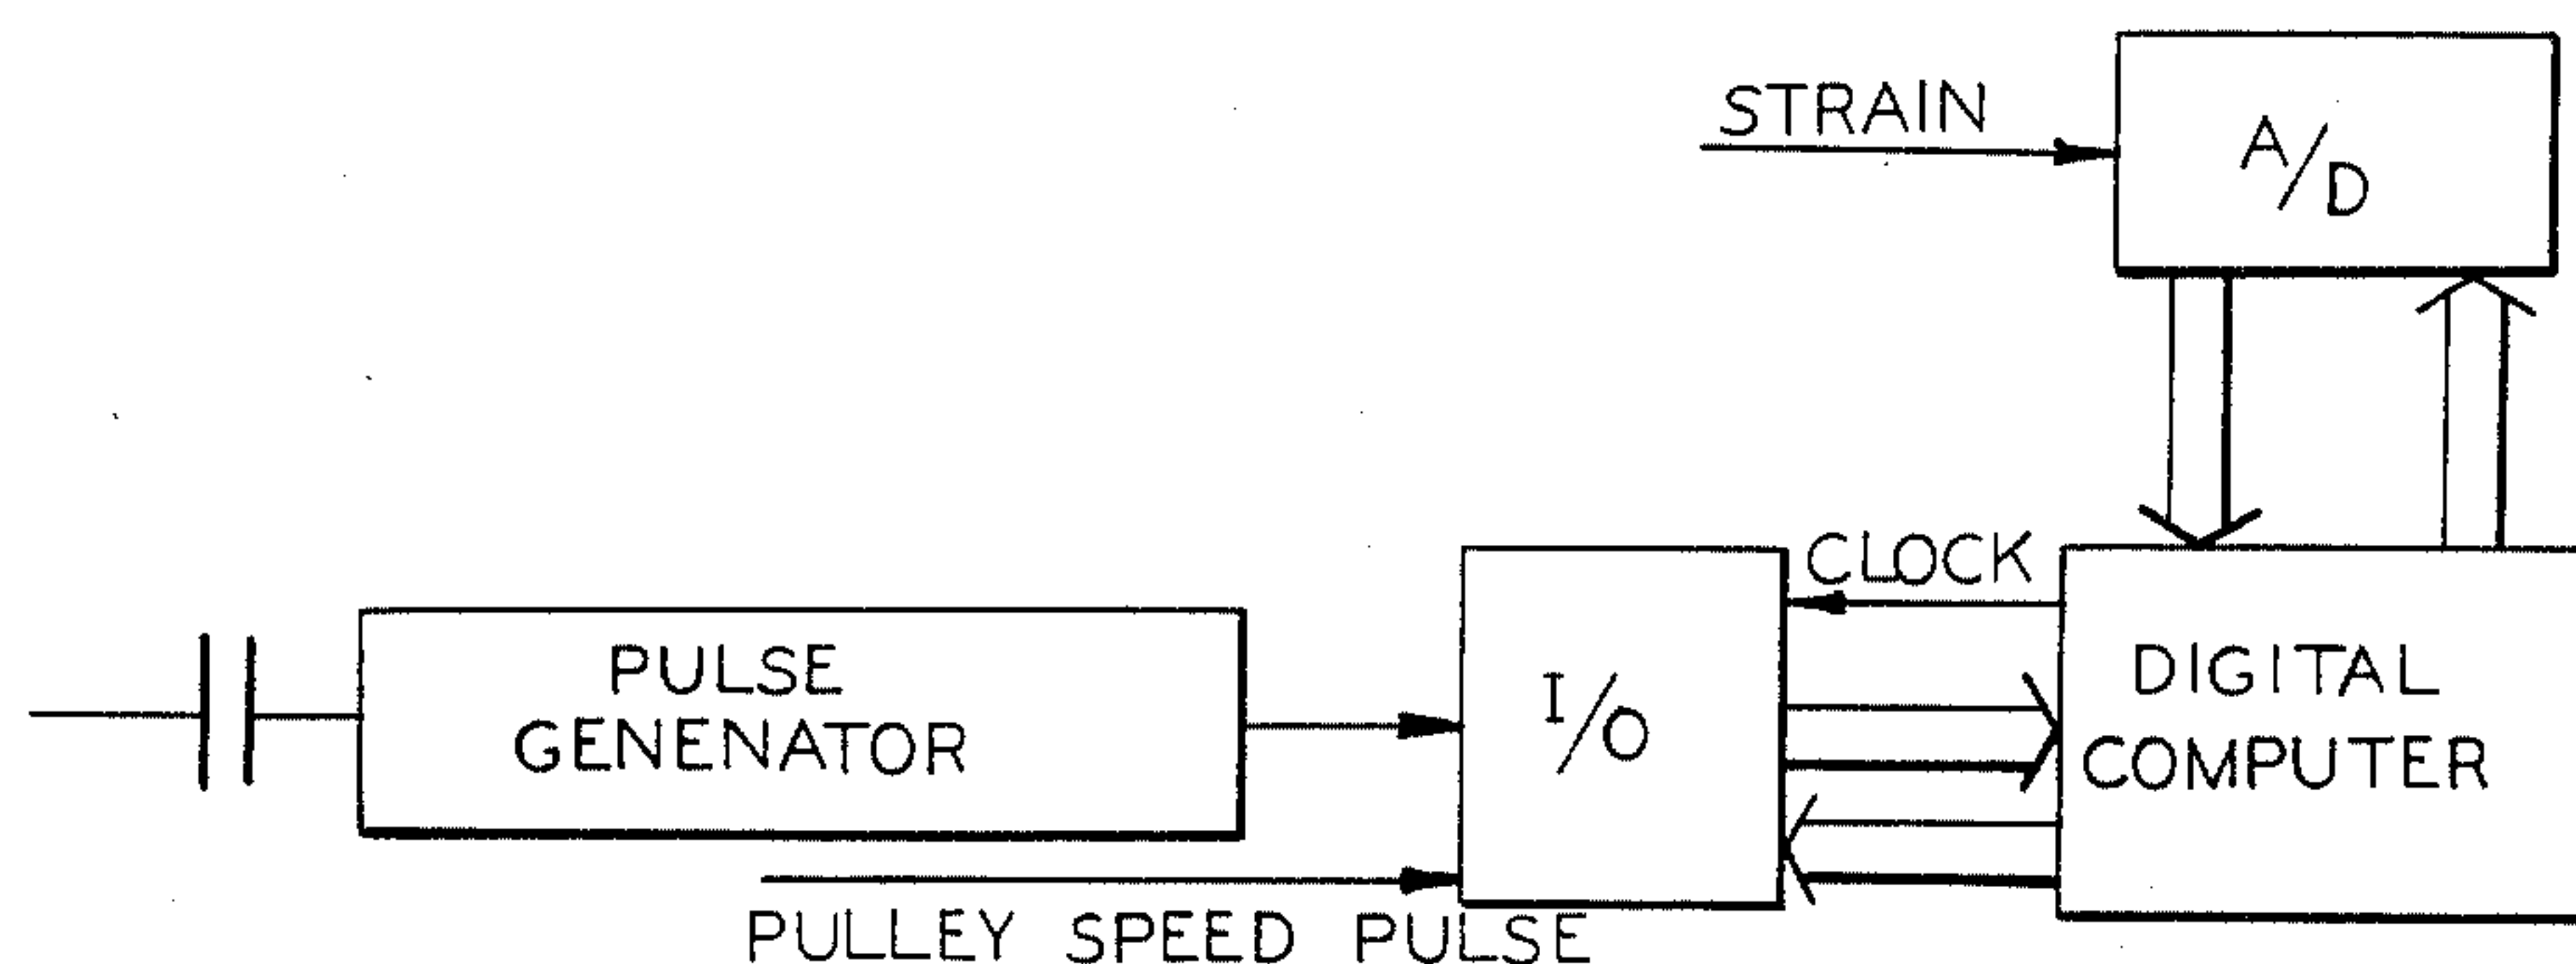 STRAIN
A/D
CLOCK
PULSE
GENENATOR
I/O
DIGITAL
COMPUTER
PULLEY SPEED PULSE